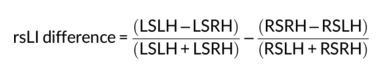 rsLI difference = (LSLH – LSRH)/(LSLH + LSRH) – (RSRH – RSLH)/(RSLH + RSRH)